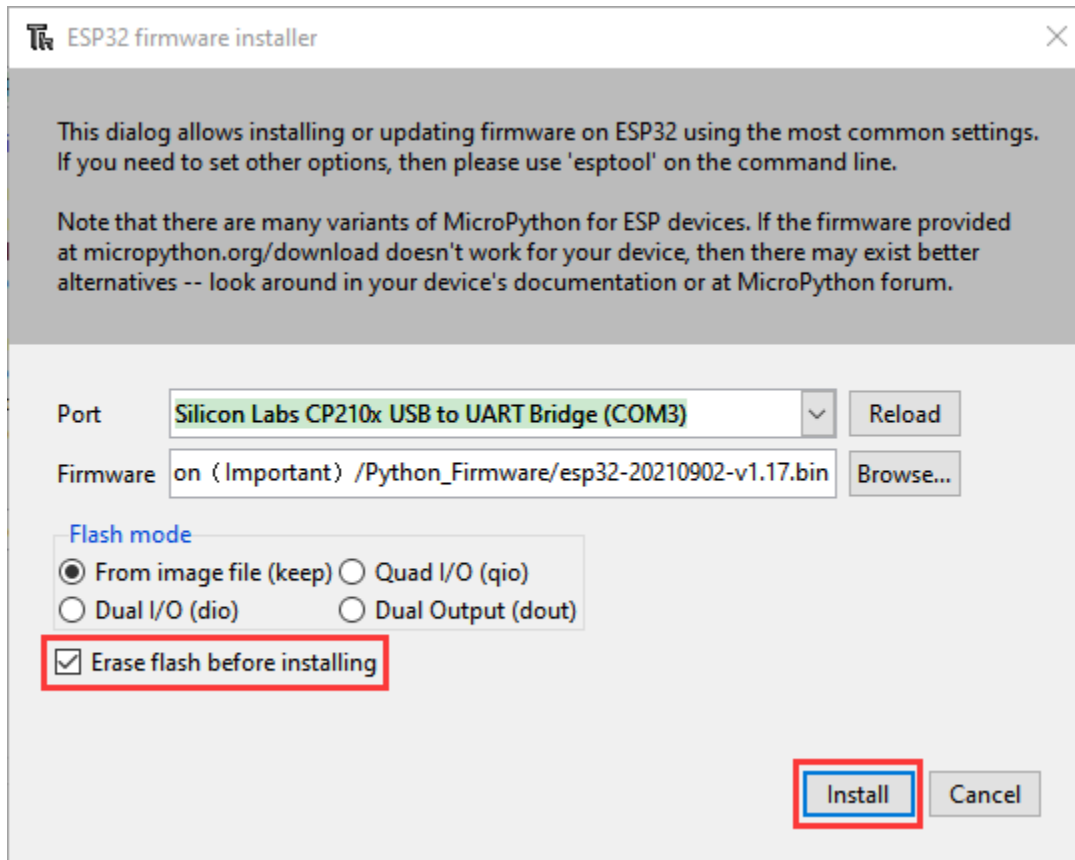 ESP32 firmware installer
This dialog allows installing or updating firmware on ESP32 using the most common settings.
If you need to set other options, then please use 'esptool' on the command line.
Note that there are many variants of MicroPython for ESP devices. If the firmware provided
at micropython.org/download doesn't work for your device, then there may exist better
alternatives -- look around in your device's documentation or at MicroPython forum.
Port Silicon Labs CP210x USB to UART Bridge (COM3) Reload
Firmware on（Important）/Python_Firmware/esp32-20210902-v1.17.bin Browse...
Flash mode
From image file (keep) Quad I/O (qio)
Dual I/O (dio) Dual Output (dout)
Erase flash before installing
Install Cancel